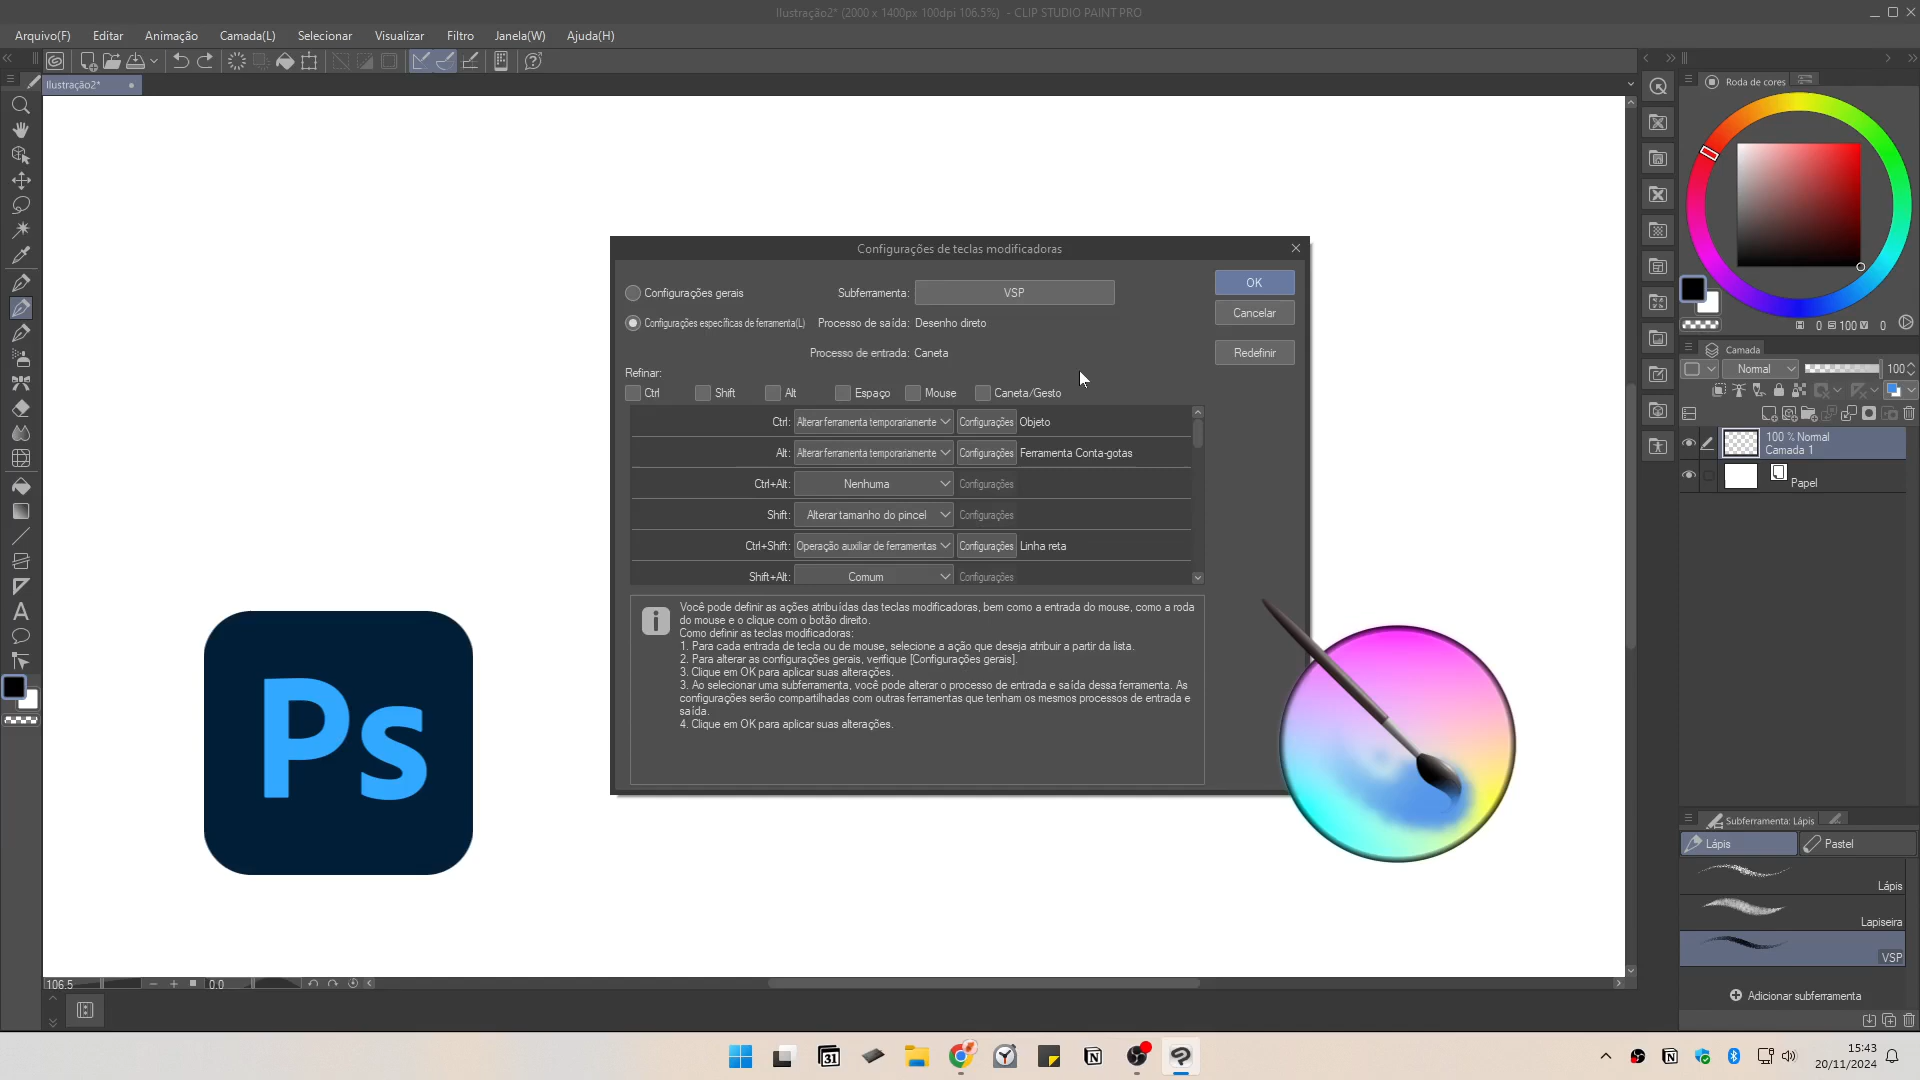 Ilustração2* (2000 x 1400px 100dpi 106.5%) - CLIP STUDIO PAINT PRO
Arquivo(F) Editar Animação Camada(L) Selecionar Visualizar Filtro Janela(W) Ajuda(H)
Ilustração2*
Roda de cores
Configurações de teclas modificadoras
Configurações gerais Subferramenta: VSP OK
Configurações específicas de ferramenta(L) Processo de saída: Desenho direto Cancelar
Processo de entrada: Caneta Redefinir
Refinar:
Ctrl Shift Alt Espaço Mouse Caneta/Gesto
Ctrl: Alterar ferramenta temporariamente Configurações Objeto
Alt: Alterar ferramenta temporariamente Configurações Ferramenta Conta-gotas
Ctrl+Alt: Nenhuma Configurações
Shift: Alterar tamanho do pincel Configurações
Ctrl+Shift: Operação auxiliar de ferramentas Configurações Linha reta
Shift+Alt: Comum Configurações
Você pode definir as ações atribuídas das teclas modificadoras, bem como a entrada do mouse, como a roda
do mouse e o clique com o botão direito.
Como definir as teclas modificadoras:
1. Para cada entrada de tecla ou de mouse, selecione a ação que deseja atribuir a partir da lista.
2. Para alterar as configurações gerais, verifique [Configurações gerais].
3. Clique em OK para aplicar suas alterações.
3. Ao selecionar uma subferramenta, você pode alterar o processo de entrada e saída dessa ferramenta. As
configurações serão compartilhadas com outras ferramentas que tenham os mesmos processos de entrada e
saída.
4. Clique em OK para aplicar suas alterações.
Ps
0 100 0
Camada
Normal 100
100 % Normal
Camada 1
Papel
Subferramenta: Lápis
Lápis Pastel
Lápis
Lapiseira
VSP
Adicionar subferramenta
106.5 0.0
31
15:43
20/11/2024